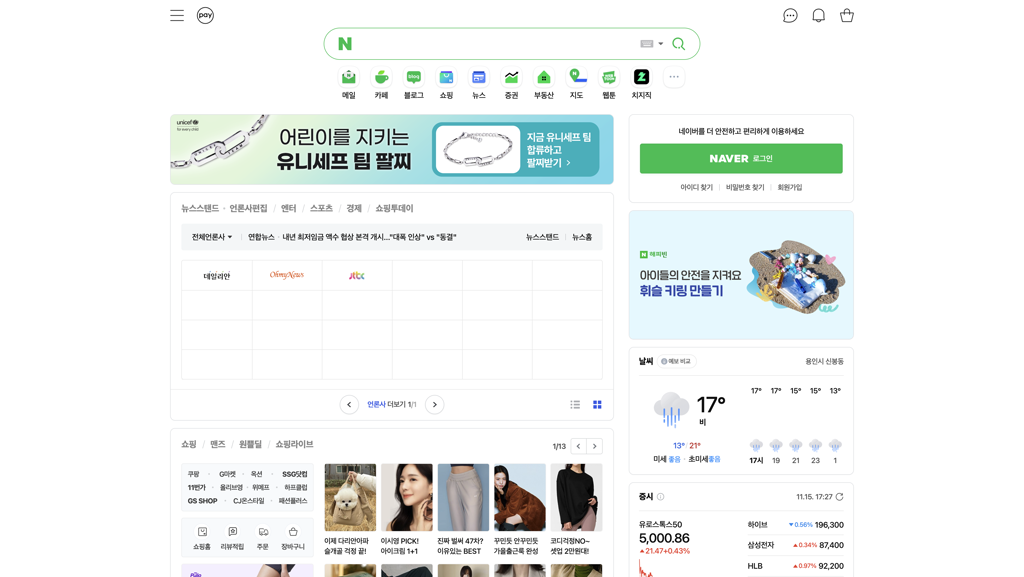 pay
N
메일 카페 블로그 쇼핑 뉴스 증권 부동산 지도 웹툰 치지직
unicef
for every child
어린이를 지키는
유니세프 팀 팔찌
지금 유니세프 팀
합류하고
팔찌받기 >
네이버를 더 안전하고 편리하게 이용하세요
NAVER 로그인
아이디 찾기 | 비밀번호 찾기 | 회원가입
뉴스스탠드 · 언론사편집 / 엔터 / 스포츠 / 경제 / 쇼핑투데이
전체언론사 연합뉴스 · 내년 최저임금 액수 협상 본격 개시…"대폭 인상" vs "동결" 뉴스스탠드 | 뉴스홈
데일리안 OhmyNews JTBC
언론사 더보기 1/1
N 해피빈
아이들의 안전을 지켜요
휘슬 키링 만들기
날씨 예보 비교 용인시 신봉동
17°
비
13° / 21°
미세 좋음 · 초미세좋음
17° 17° 15° 15° 13°
17시 19 21 23 1
쇼핑 / 맨즈 / 원쁠딜 / 쇼핑라이브
1/13
쿠팡 · G마켓 · 옥션 · SSG닷컴
11번가 · 올리브영 · 위메프 · 하프클럽
GS SHOP · CJ온스타일 · 패션플러스
쇼핑홈 리뷰적립 주문 장바구니
이제 다리안아파
슬개골 걱정 끝!
이시영 PICK!
아이크림 1+1
진짜 벌써 47차?
이유있는 BEST
꾸민듯 안꾸민듯
가을출근룩 완성
코디걱정NO~
셋업 2만원대!
증시 11.15. 17:27
유로스톡스50
5,000.86
▲21.47+0.43%
하이브 ▼0.56% 196,300
삼성전자 ▲0.34% 87,400
HLB ▲0.97% 92,200